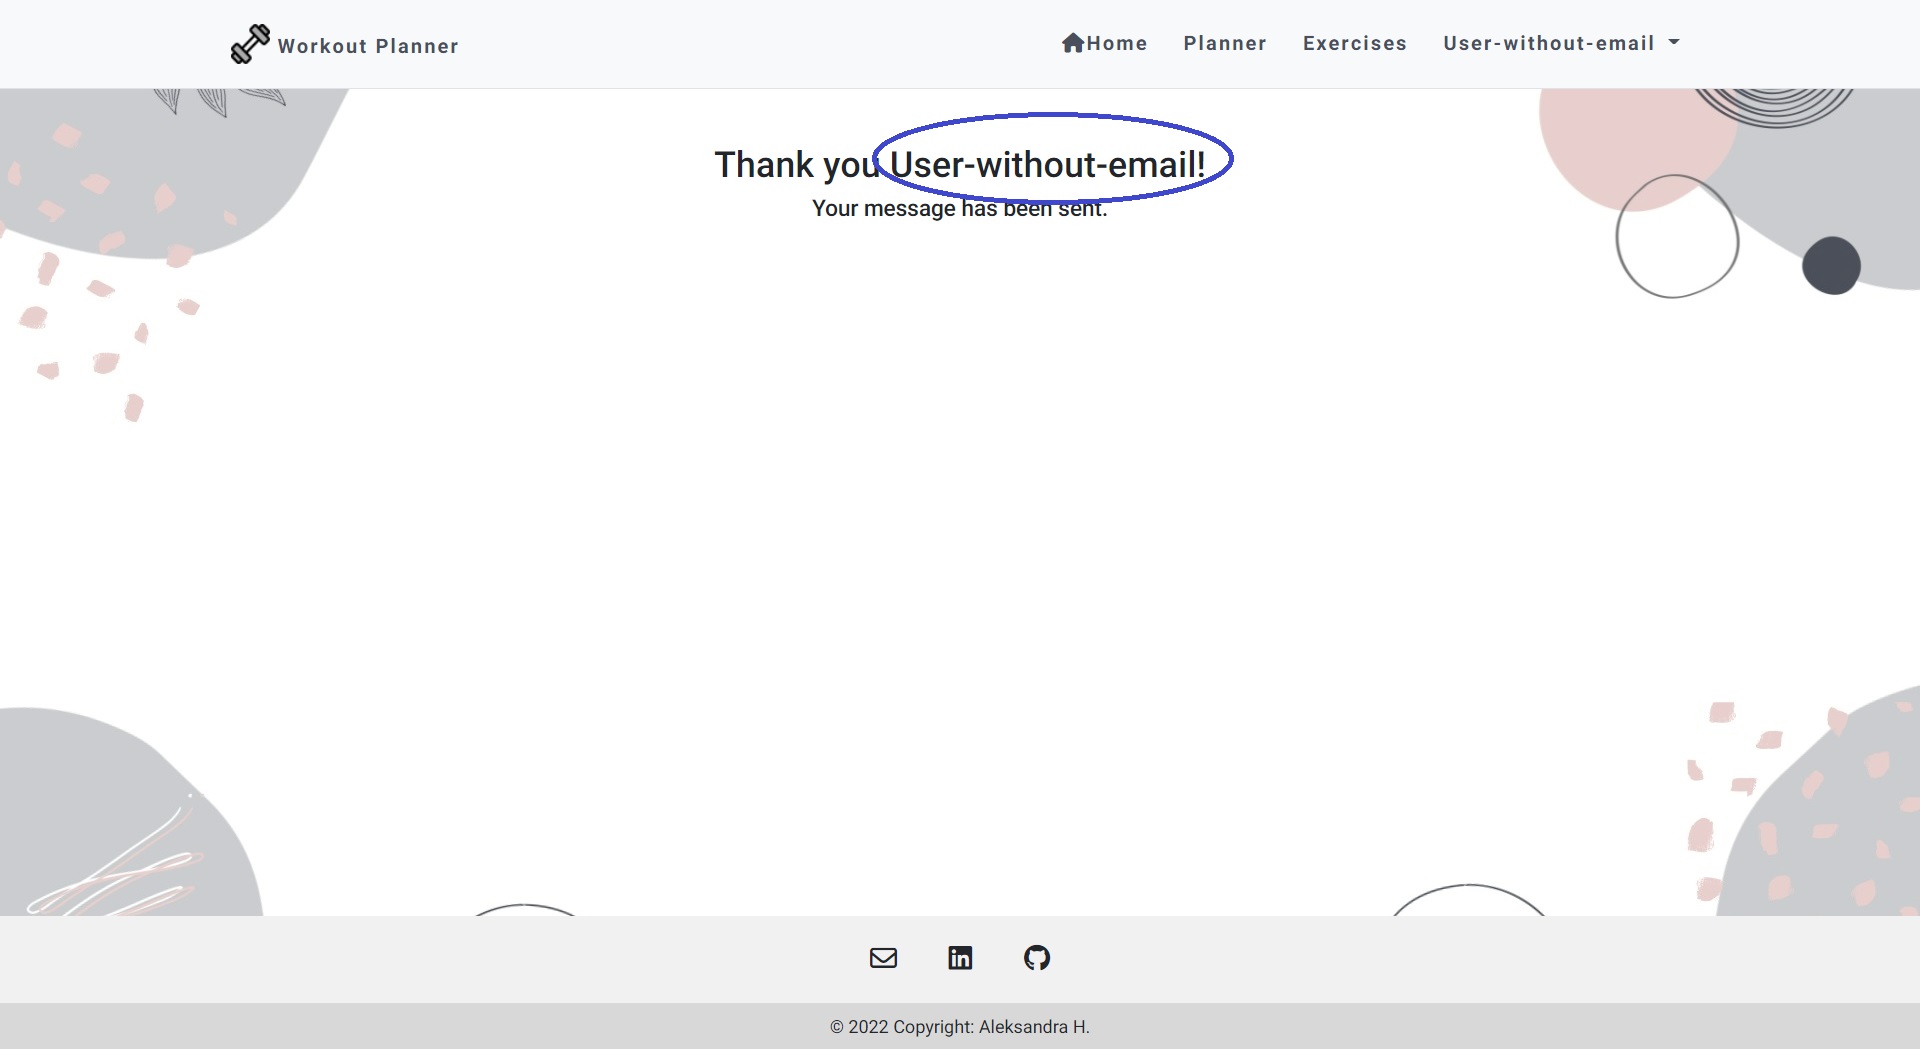 Workout Planner
Home Planner Exercises User-without-email
Thank you User-without-email!
Your message has been sent.
© 2022 Copyright: Aleksandra H.